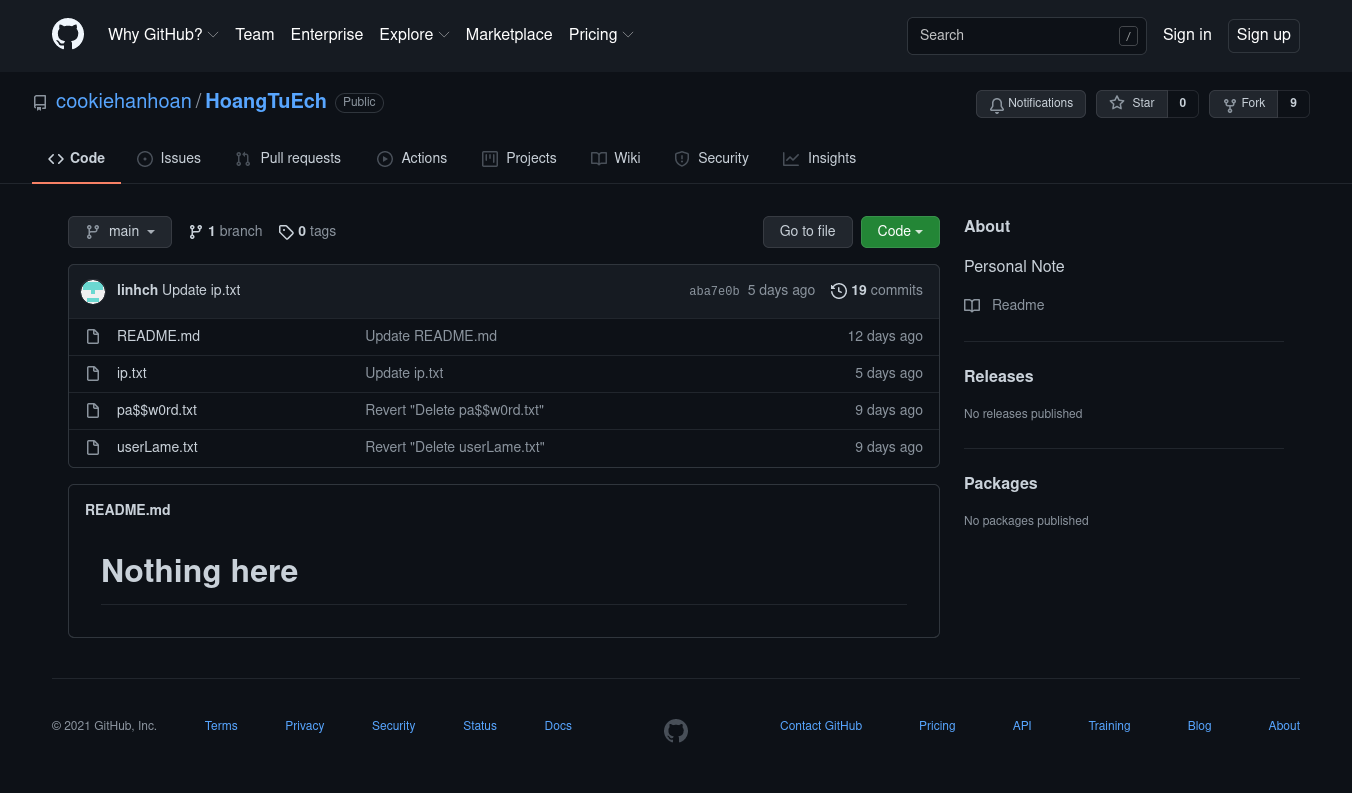 Why GitHub? Team Enterprise Explore Marketplace Pricing Search / Sign in Sign up
cookiehanhoan / HoangTuEch Public Notifications Star 0 Fork 9
Code Issues Pull requests Actions Projects Wiki Security Insights
main 1 branch 0 tags Go to file Code
linhch Update ip.txt aba7e0b 5 days ago 19 commits
README.md Update README.md 12 days ago
ip.txt Update ip.txt 5 days ago
pa$$w0rd.txt Revert "Delete pa$$w0rd.txt" 9 days ago
userLame.txt Revert "Delete userLame.txt" 9 days ago
README.md
Nothing here
About
Personal Note
Readme
Releases
No releases published
Packages
No packages published
© 2021 GitHub, Inc. Terms Privacy Security Status Docs Contact GitHub Pricing API Training Blog About